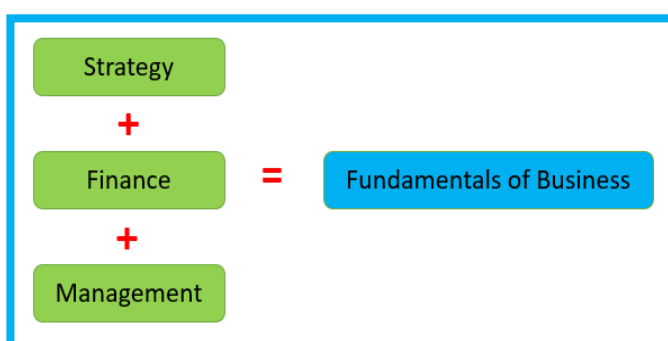 Strategy
+
Finance = Fundamentals of Business
+
Management